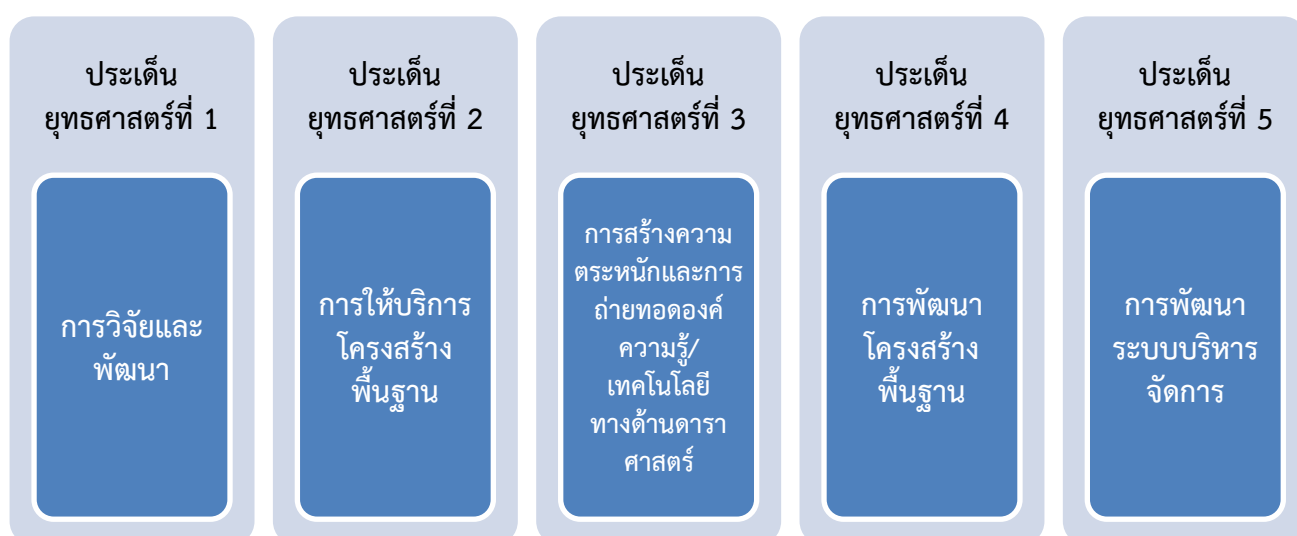 ประเด็น
ยุทธศาสตร์ที่ 1
การวิจัยและ
พัฒนา
ประเด็น
ยุทธศาสตร์ที่ 2
การให้บริการ
โครงสร้าง
พื้นฐาน
ประเด็น
ยุทธศาสตร์ที่ 3
การสร้างความ
ตระหนักและการ
ถ่ายทอดองค์
ความรู้/
เทคโนโลยี
ทางด้านดารา
ศาสตร์
ประเด็น
ยุทธศาสตร์ที่ 4
การพัฒนา
โครงสร้าง
พื้นฐาน
ประเด็น
ยุทธศาสตร์ที่ 5
การพัฒนา
ระบบบริหาร
จัดการ